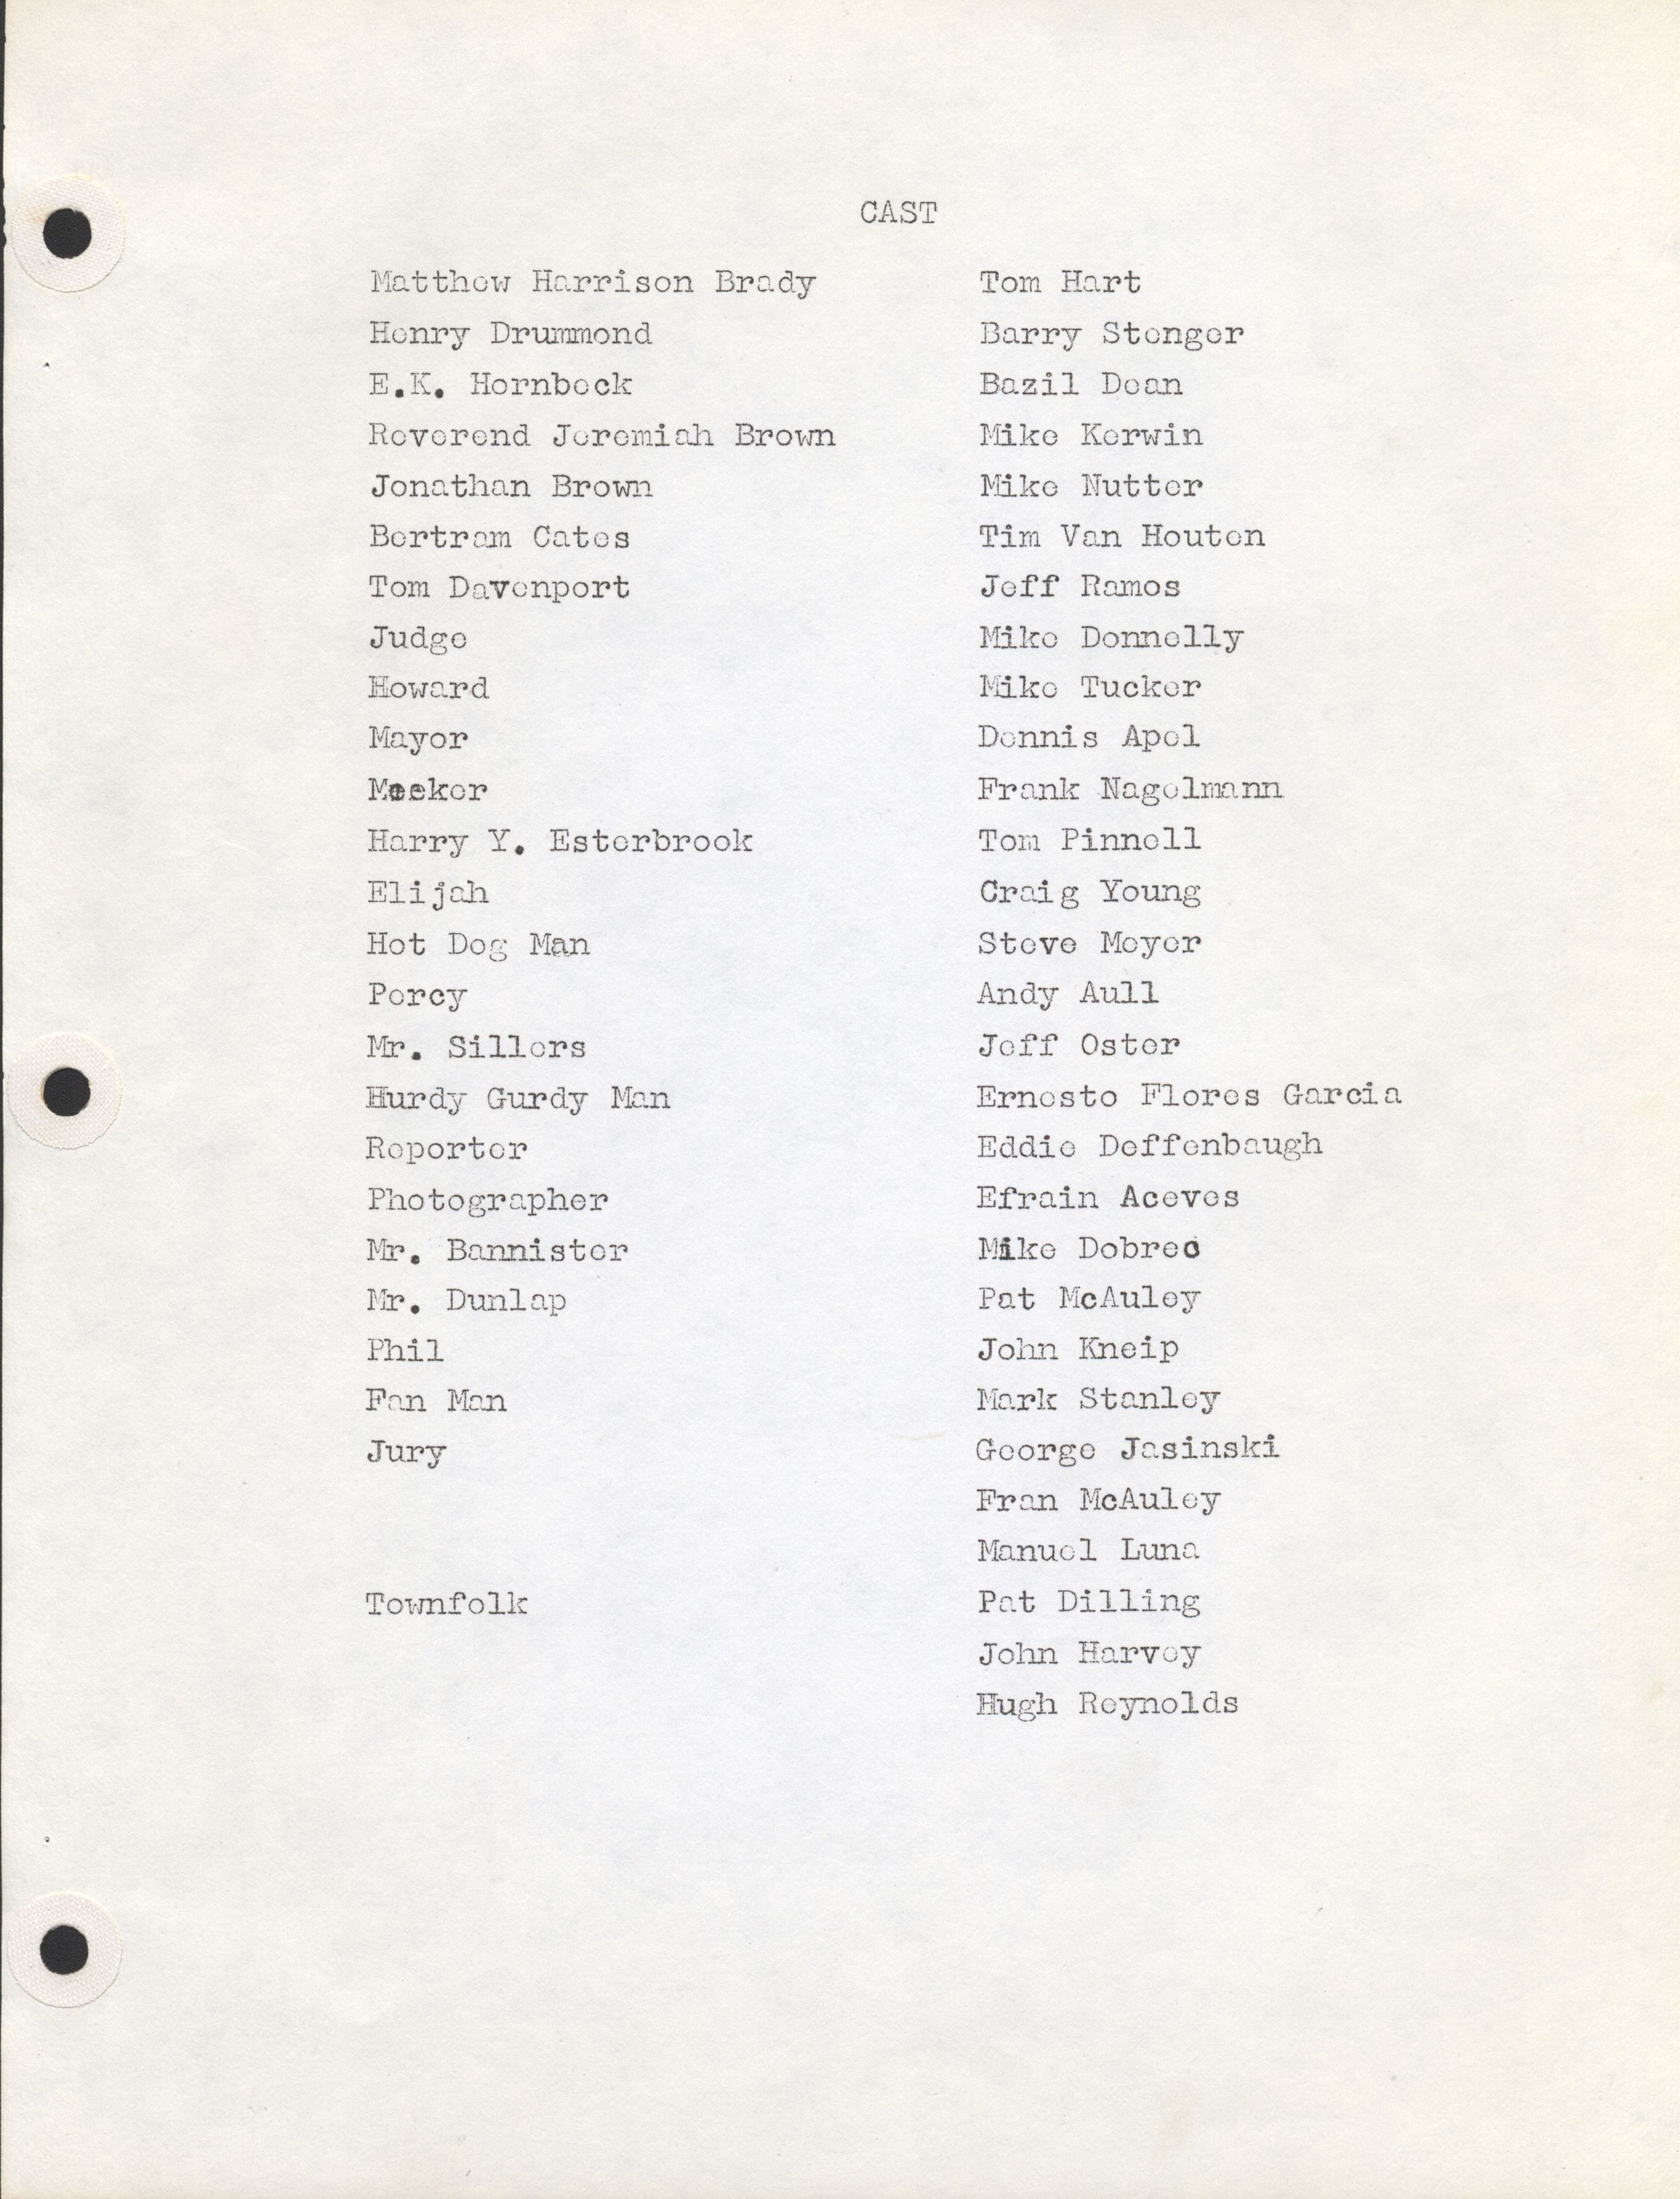 CAST
Matthew Harrison Brady Tom Hart
Henry Drummond Barry Stenger
E.K. Hornbeck Bazil Dean
Reverend Jeremiah Brown Mike Kerwin
Jonathan Brown Mike Nutter
Bertram Cates Tim Van Houten
Tom Davenport Jeff Ramos
Judge Mike Donnelly
Howard Mike Tucker
Mayor Dennis Apel
Meeker Frank Nagelmann
Harry Y. Esterbrook Tom Pinnell
Elijah Craig Young
Hot Dog Man Steve Meyer
Percy Andy Aull
Mr. Sillers Jeff Oster
Hurdy Gurdy Man Ernesto Flores Garcia
Reporter Eddie Deffenbaugh
Photographer Efrain Aceves
Mr. Bannister Mike Dobrec
Mr. Dunlap Pat McAuley
Phil John Kneip
Fan Man Mark Stanley
Jury George Jasinski
Fran McAuley
Manuel Luna
Townfolk Pat Dilling
John Harvey
Hugh Reynolds